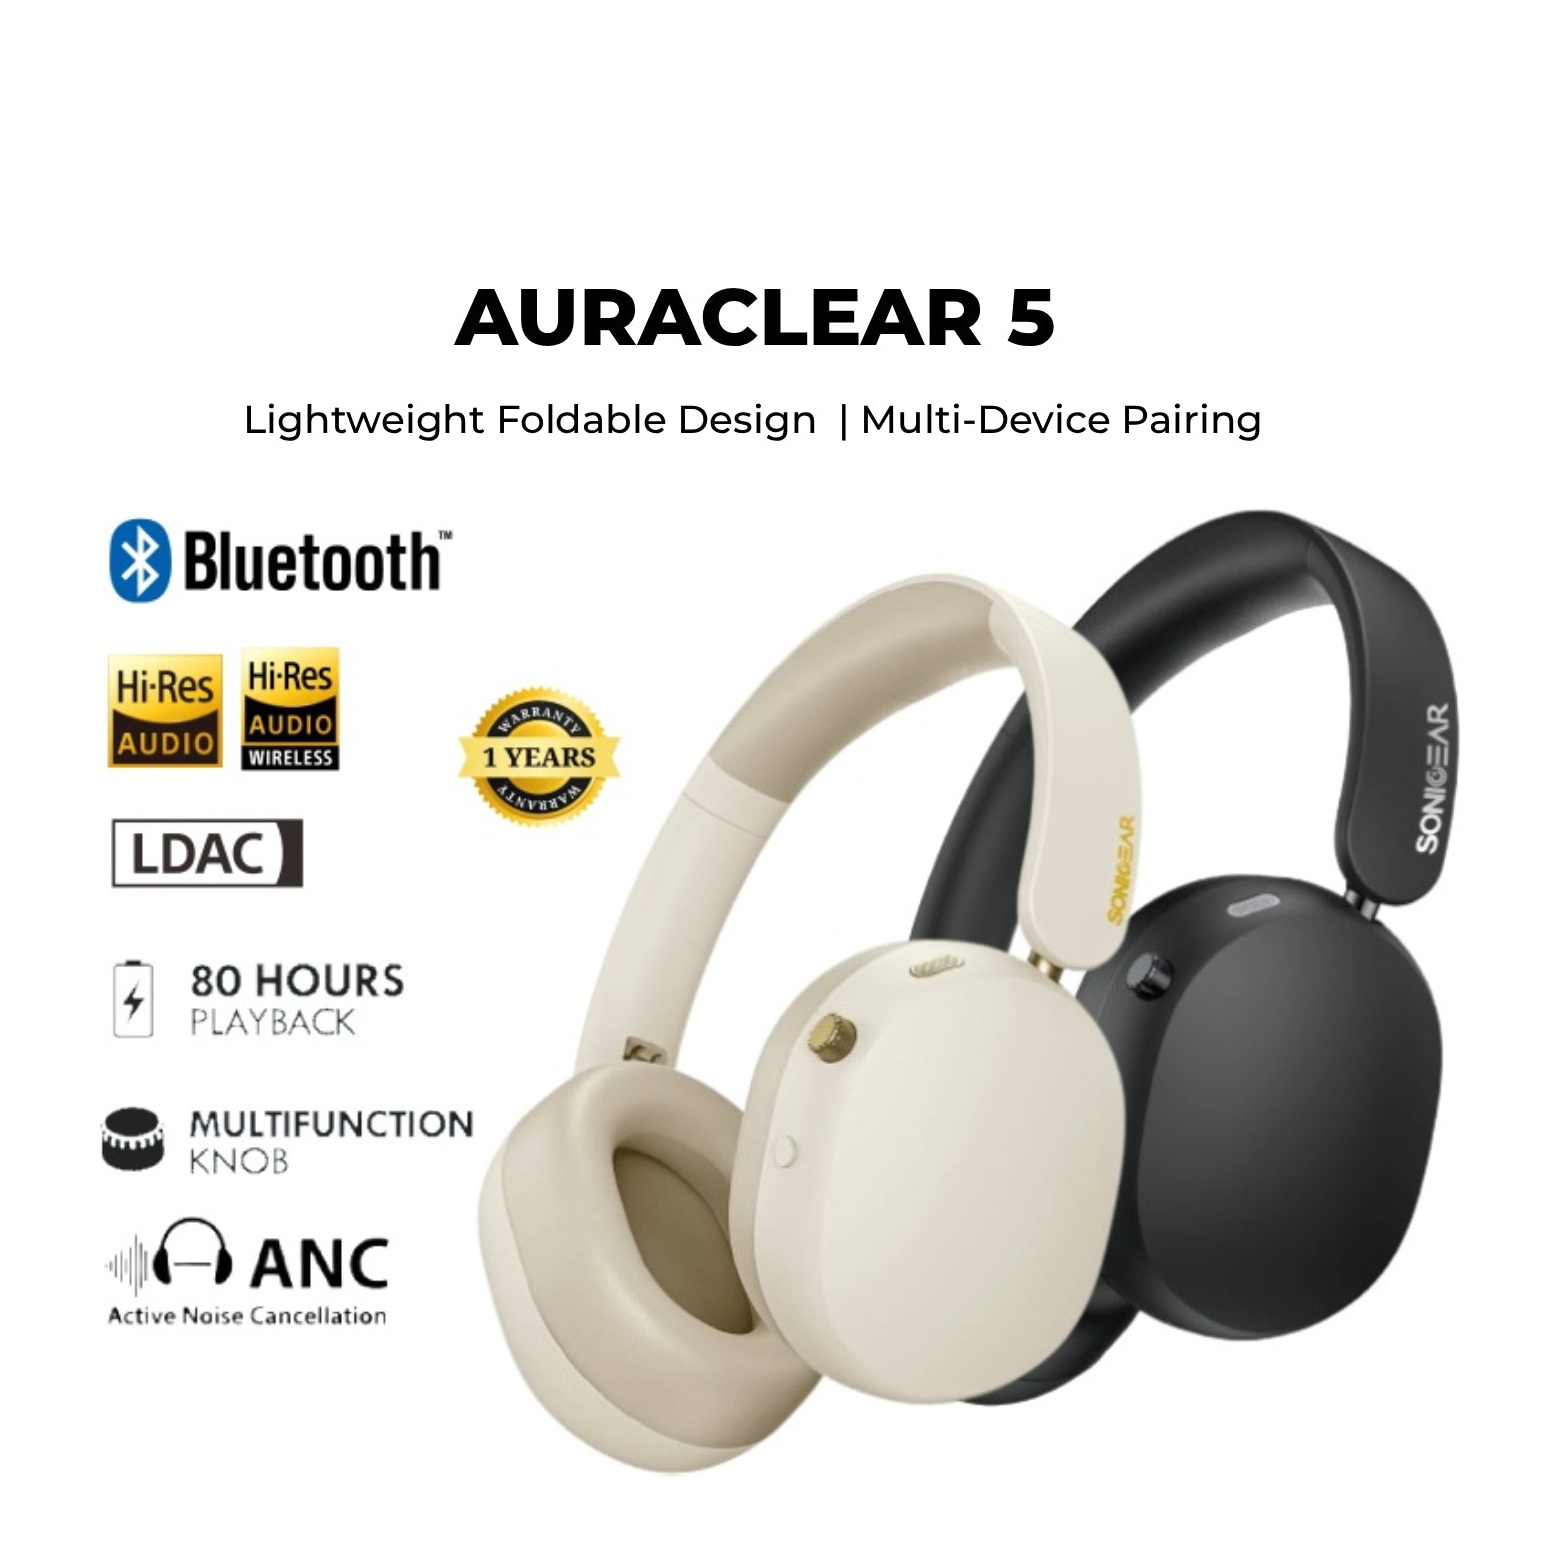 AURACLEAR 5
Lightweight Foldable Design | Multi-Device Pairing
Bluetooth™
Hi·Res
AUDIO
Hi·Res
AUDIO
WIRELESS
WARRANTY
1 YEARS
WARRANTY
LDAC
80 HOURS
PLAYBACK
MULTIFUNCTION
KNOB
ANC
Active Noise Cancellation
SONICGEAR
SONICGEAR